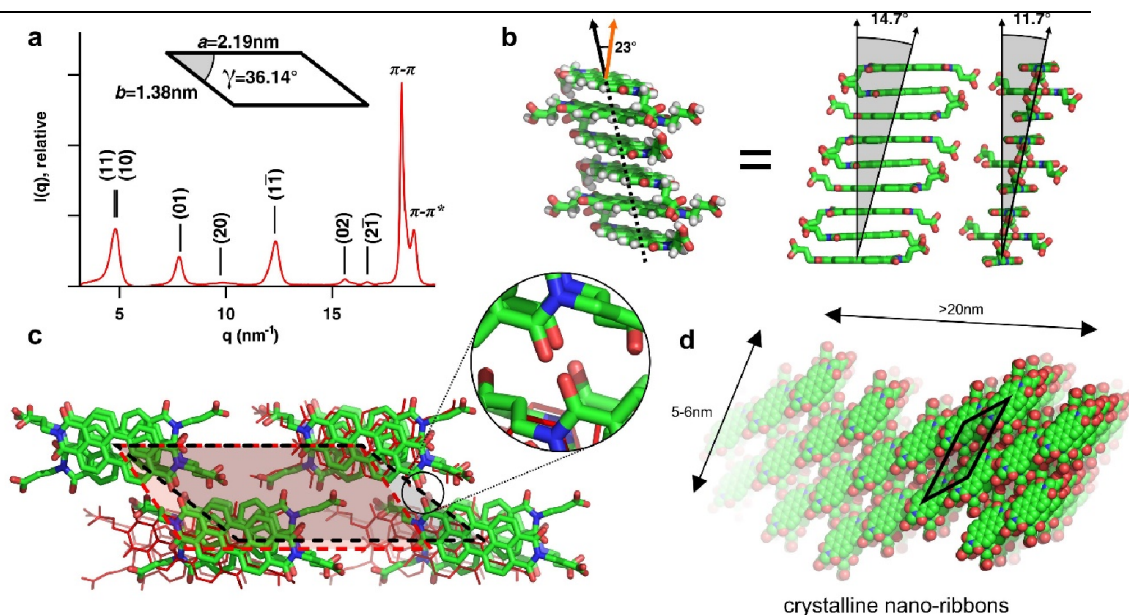 a
a=2.19nm
γ=36.14°
b=1.38nm
I(q), relative
(11)
(10)
(01)
(20)
(11̄)
(02)
(21̄)
π-π
π-π*
5
10
15
q (nm⁻¹)
b
23°
=
14.7°
11.7°
c
d
>20nm
5-6nm
crystalline nano-ribbons